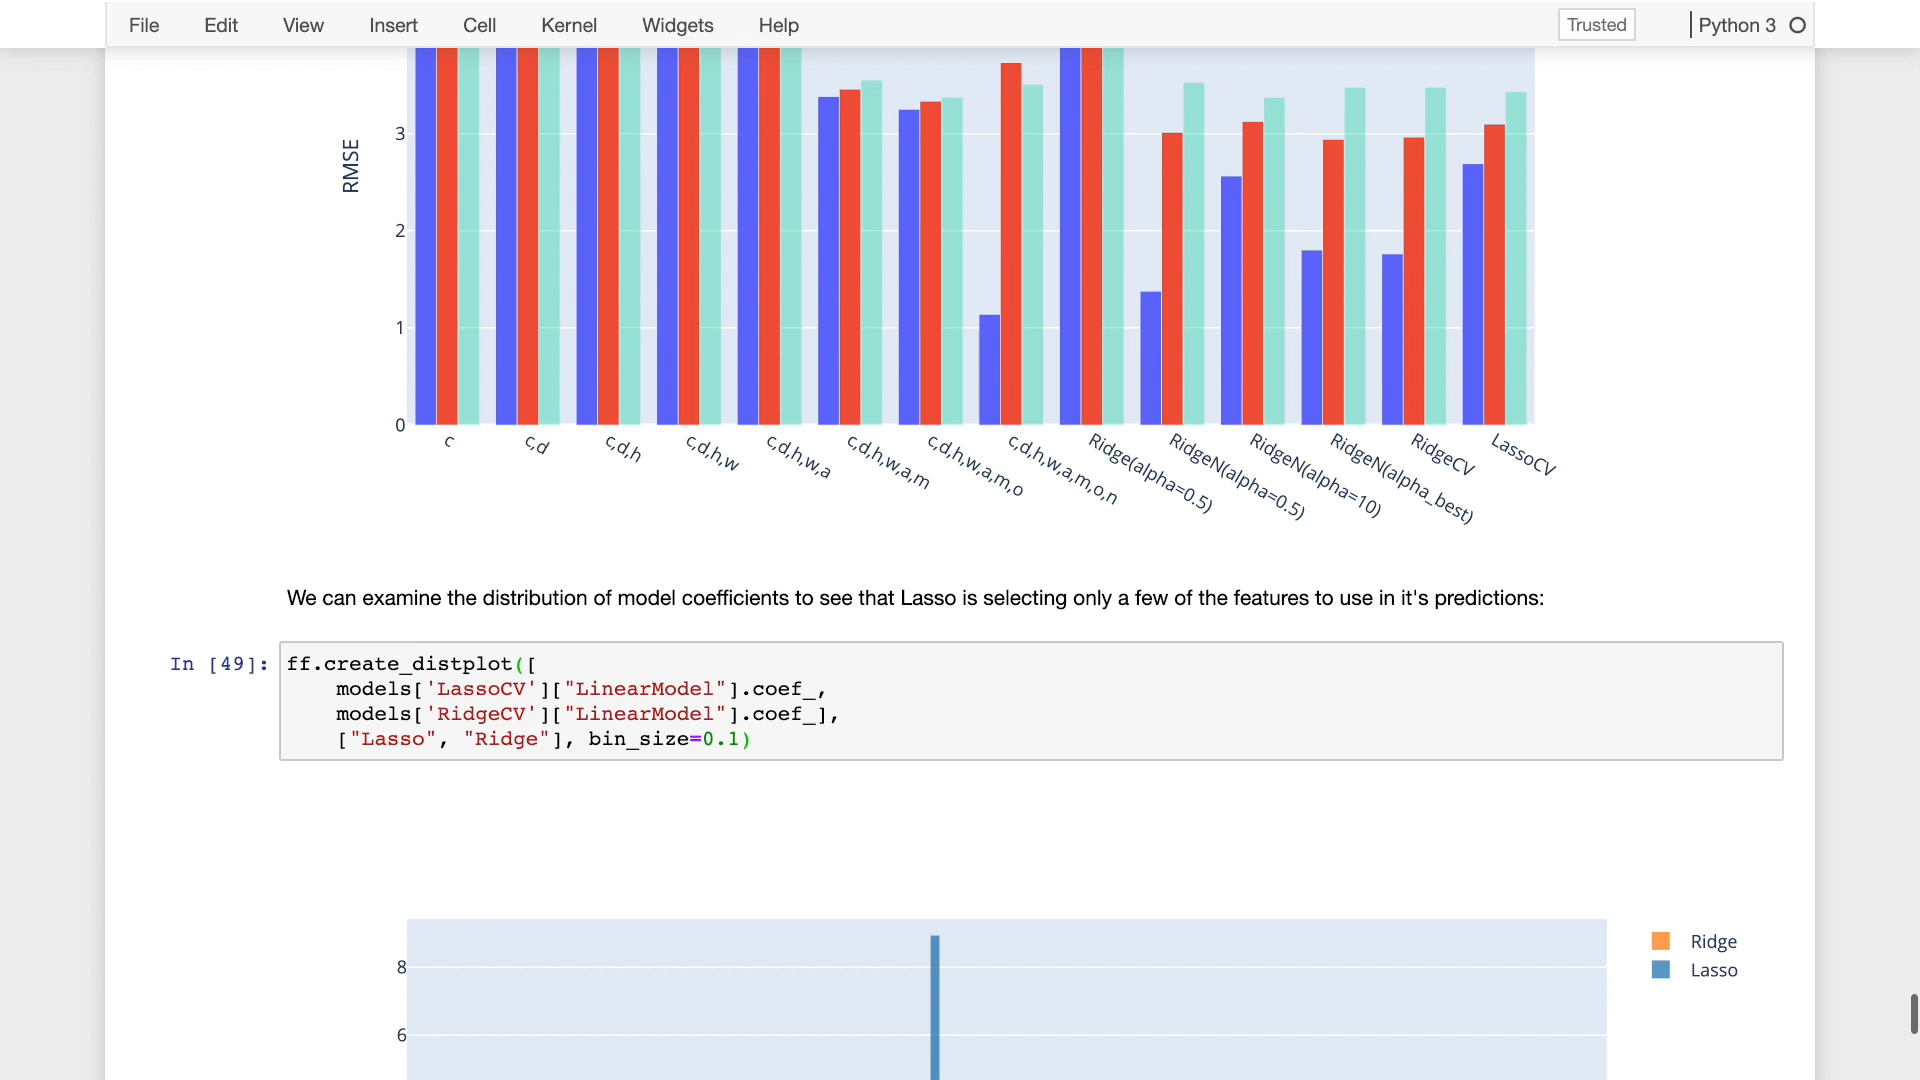 File Edit View Insert Cell Kernel Widgets Help Trusted Python 3
RMSE
3
2
1
0
c
c,d
c,d,h
c,d,h,w
c,d,h,w,a
c,d,h,w,a,m
c,d,h,w,a,m,o
c,d,h,w,a,m,o,n
Ridge(alpha=0.5)
RidgeN(alpha=0.5)
RidgeN(alpha=10)
RidgeN(alpha_best)
RidgeCV
LassoCV
We can examine the distribution of model coefficients to see that Lasso is selecting only a few of the features to use in it's predictions:
In [49]: ff.create_distplot([
models['LassoCV']["LinearModel"].coef_,
models['RidgeCV']["LinearModel"].coef_],
["Lasso", "Ridge"], bin_size=0.1)
Ridge
Lasso
8
6